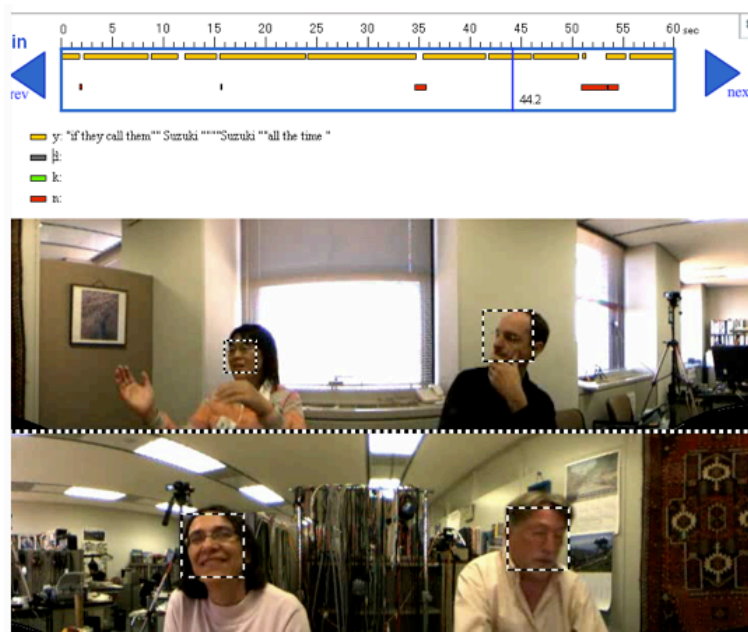 0 5 10 15 20 25 30 35 40 45 50 55 60 sec
in
rev
nex
44.2
y: "if they call them"" Suzuki """"Suzuki ""all the time "
k:
n: